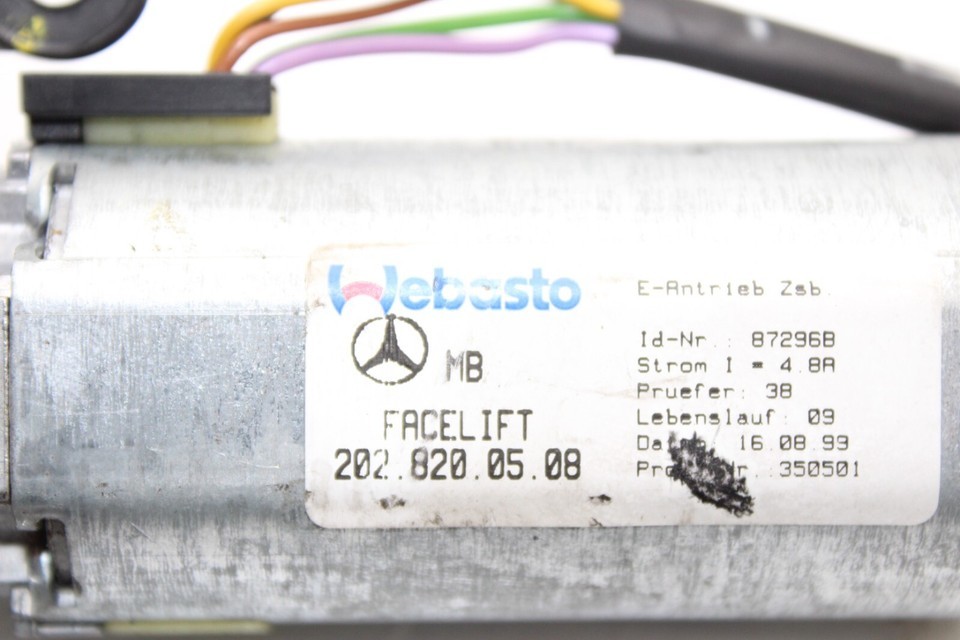 Webasto
MB
FACELIFT
202.820.05.08
E-Antrieb Zsb.
Id-Nr.: 87296B
Strom I = 4.8A
Pruefer: 38
Lebenslauf: 09
16.08.99
350501